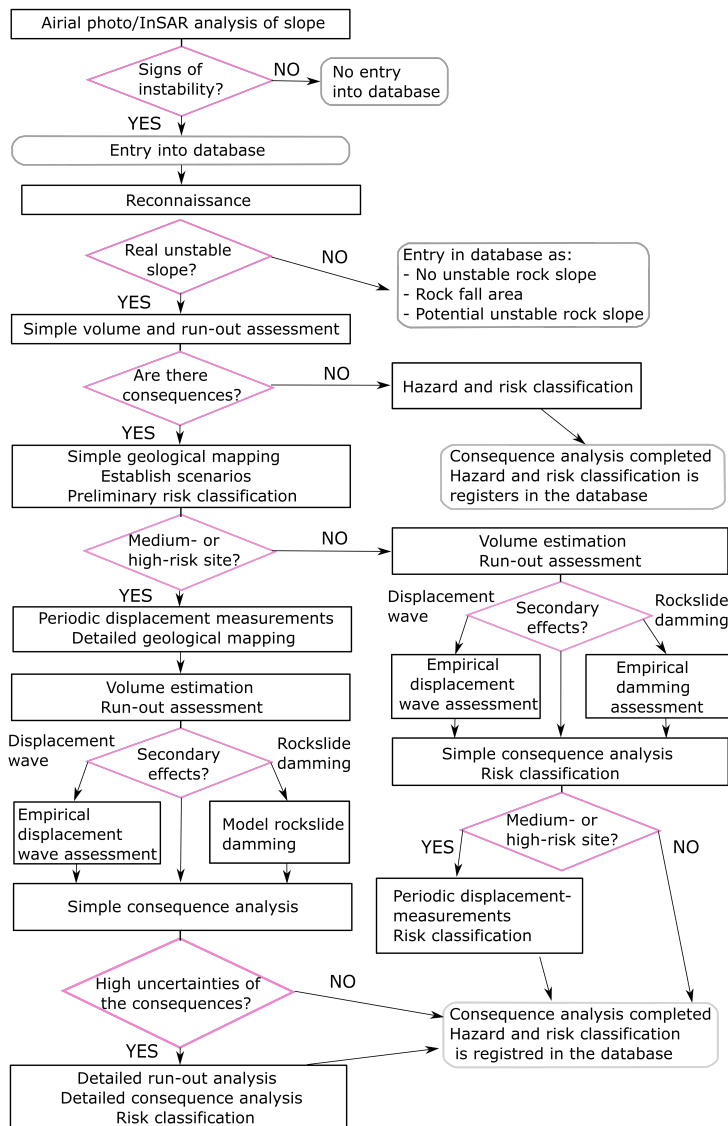 Airial photo/InSAR analysis of slope
Signs of
instability?
NO
No entry
into database
YES
Entry into database
Reconnaissance
Real unstable
slope?
NO
Entry in database as:
- No unstable rock slope
- Rock fall area
- Potential unstable rock slope
YES
Simple volume and run-out assessment
Are there
consequences?
NO
Hazard and risk classification
Consequence analysis completed
Hazard and risk classification is
registers in the database
YES
Simple geological mapping
Establish scenarios
Preliminary risk classification
Medium- or
high-risk site?
NO
Volume estimation
Run-out assessment
YES
Periodic displacement measurements
Detailed geological mapping
Volume estimation
Run-out assessment
Displacement
wave
Secondary
effects?
Rockslide
damming
Empirical
displacement
wave assessment
Model rockslide
damming
Simple consequence analysis
High uncertainties of
the consequences?
NO
YES
Detailed run-out analysis
Detailed consequence analysis
Risk classification
Displacement
wave
Secondary
effects?
Rockslide
damming
Empirical
displacement
wave assessment
Empirical
damming
assessment
Simple consequence analysis
Risk classification
Medium- or
high-risk site?
YES
NO
Periodic displacement-
measurements
Risk classification
Consequence analysis completed
Hazard and risk classification
is registred in the database